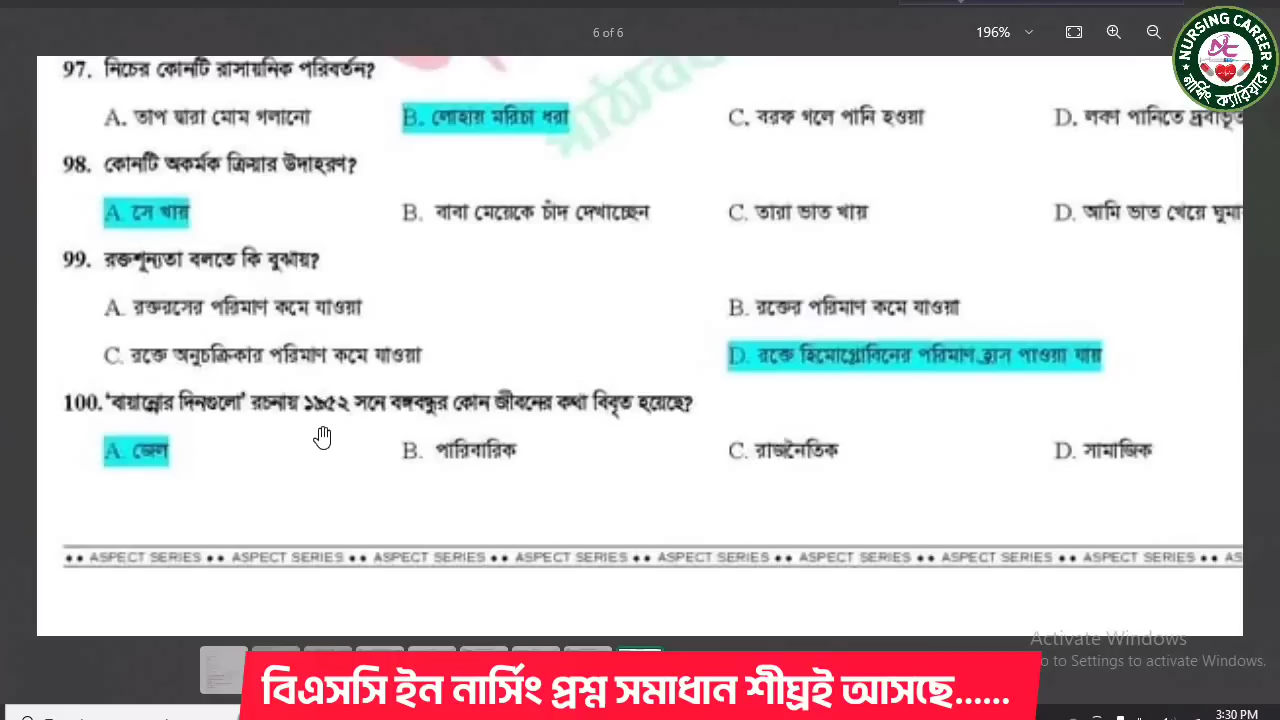 6 of 6
196%
NURSING CAREER
নার্সিং ক্যারিয়ার
97. নিচের কোনটি রাসায়নিক পরিবর্তন?
A. তাপ দ্বারা মোম গলানো B. লোহায় মরিচা ধরা C. বরফ গলে পানি হওয়া D. লবণ পানিতে
98. কোনটি অকর্মক ক্রিয়ার উদাহরণ?
A. সে খায় B. বাবা মেয়েকে চাঁদ দেখাচ্ছেন C. তারা ভাত খায় D. আমি ভাত খেয়ে
99. রক্তশূন্যতা বলতে কি বুঝায়?
A. রক্তরসের পরিমাণ কমে যাওয়া B. রক্তের পরিমাণ কমে যাওয়া
C. রক্তে অনুচক্রিকার পরিমাণ কমে যাওয়া D. রক্তে হিমোগ্লোবিনের পরিমাণ হ্রাস পাওয়া যায়
100. ‘বায়ান্নোর দিনগুলো’ রচনায় ১৯৫২ সনে বঙ্গবন্ধুর কোন জীবনের কথা বিবৃত হয়েছে?
A. জেল B. পারিবারিক C. রাজনৈতিক D. সামাজিক
•• ASPECT SERIES •• ASPECT SERIES •• ASPECT SERIES •• ASPECT SERIES •• ASPECT SERIES •• ASPECT SERIES •• ASPECT SERIES •• ASPECT SERIES •• AS
Activate Windows
o to Settings to activate Windows.
বিএসসি ইন নার্সিং প্রশ্ন সমাধান শীঘ্রই আসছে......
3:30 PM